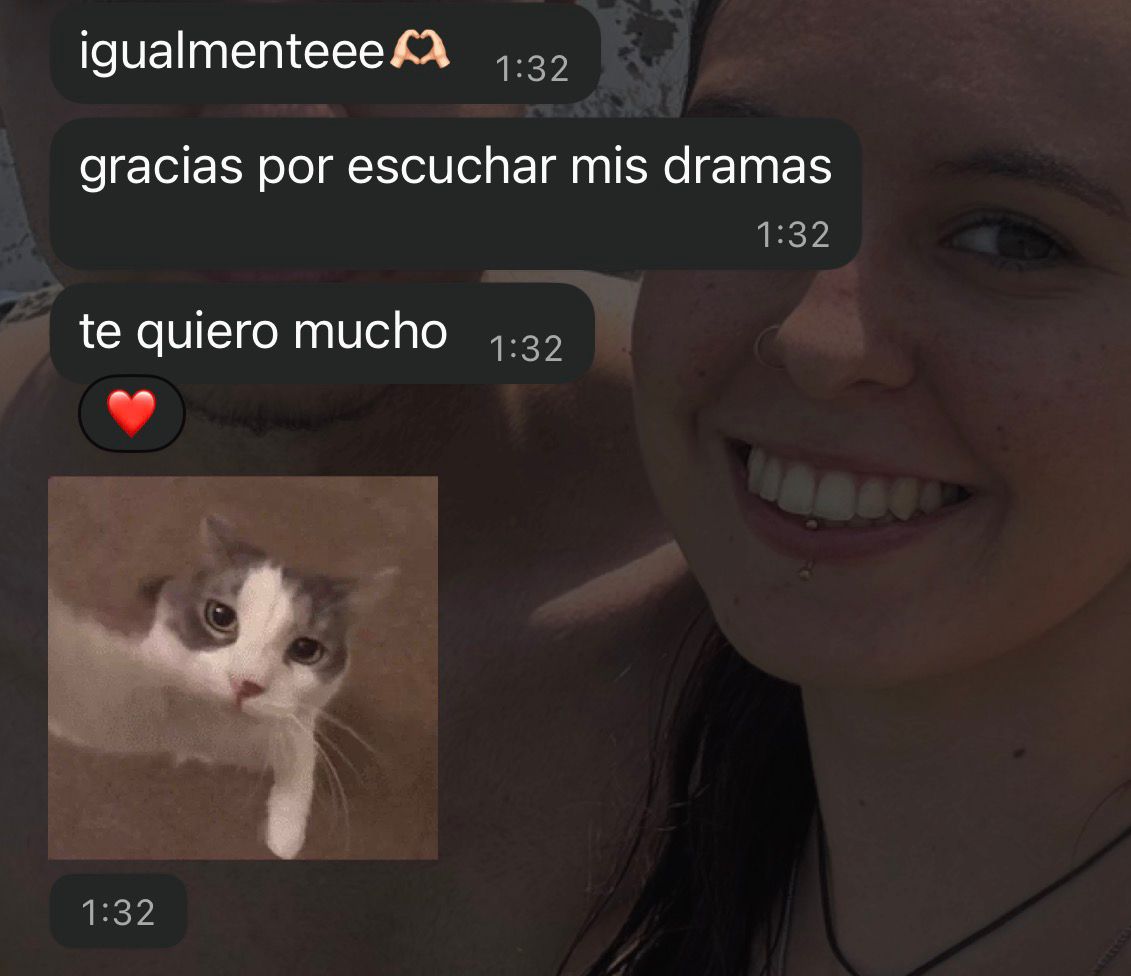 igualmenteee🫶🏻 1:32
gracias por escuchar mis dramas
1:32
te quiero mucho 1:32
❤️
1:32